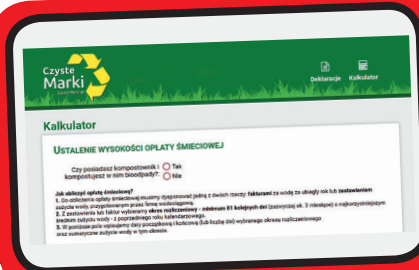 Czyste
Marki
Deklaracje Kalkulator
Kalkulator
USTALENIE WYSOKOŚCI OPŁATY ŚMIECIOWEJ
Czy posiadasz kompostownik i Tak
kompostujesz w nim bioodpady?: Nie
Jak obliczyć opłatę śmieciową?
1. Do obliczenia opłaty śmieciowej musimy dysponować jedną z dwóch rzeczy: fakturami za wodę za ubiegły rok lub zestawieniem
zużycia wody, przygotowanym przez firmę wodociągową.
2. Z zestawienia lub faktur wybieramy okres rozliczeniowy - minimum 81 kolejnych dni (zazwyczaj ok. 3 miesiące) o najkorzystniejszym
średnim zużyciu wody - z poprzedniego roku kalendarzowego.
3. W poniższe pola wpisujemy datę początkową i końcową (lub liczbę dni) wybranego okresu rozliczeniowego
oraz sumaryczne zużycie wody w tym okresie.